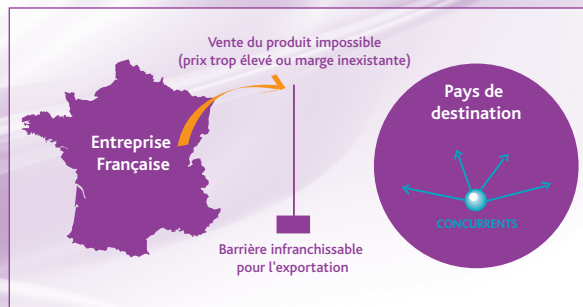 Vente du produit impossible
(prix trop élevé ou marge inexistante)
Entreprise
Française
Barrière infranchissable
pour l'exportation
Pays de
destination
CONCURRENTS